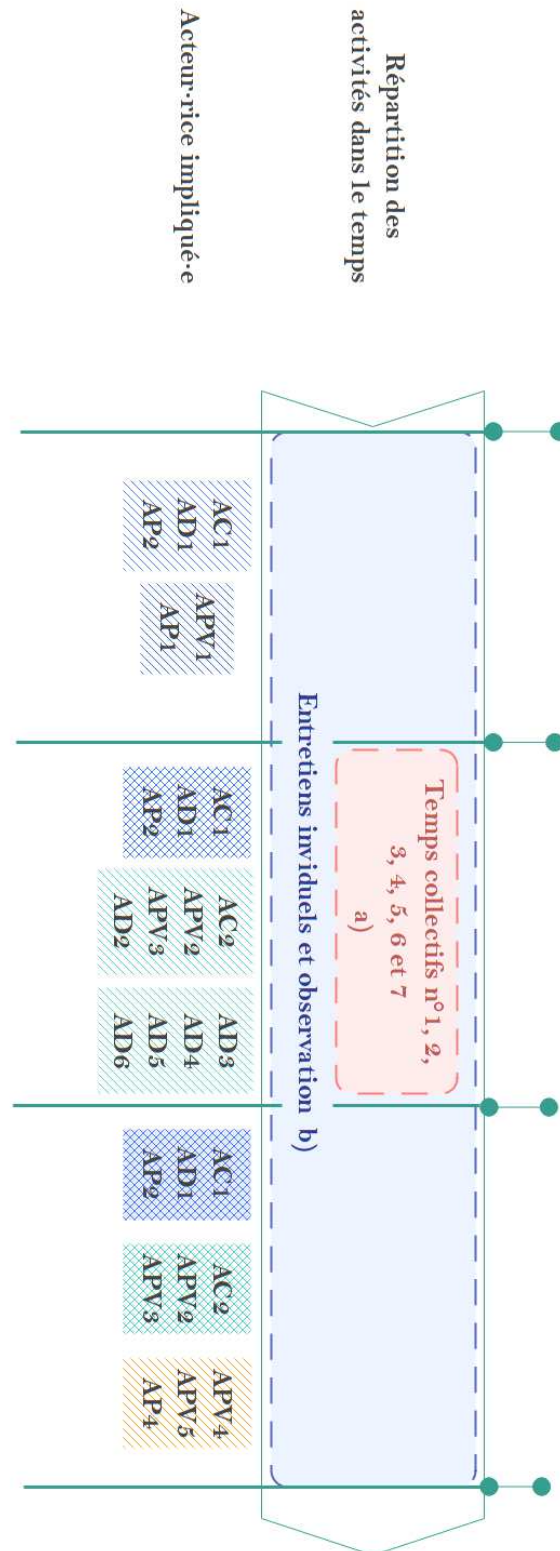 Répartition des
activités dans le temps
Temps collectifs n°1, 2,
3, 4, 5, 6 et 7
a)
Entretiens inviduels et observation b)
Acteur·rice impliqué·e
AC1
AD1
AP2
APV1
AP1
AC1
AD1
AP2
AC2
APV2
APV3
AD2
AD3
AD4
AD5
AD6
AC1
AD1
AP2
AC2
APV2
APV3
APV4
APV5
AP4